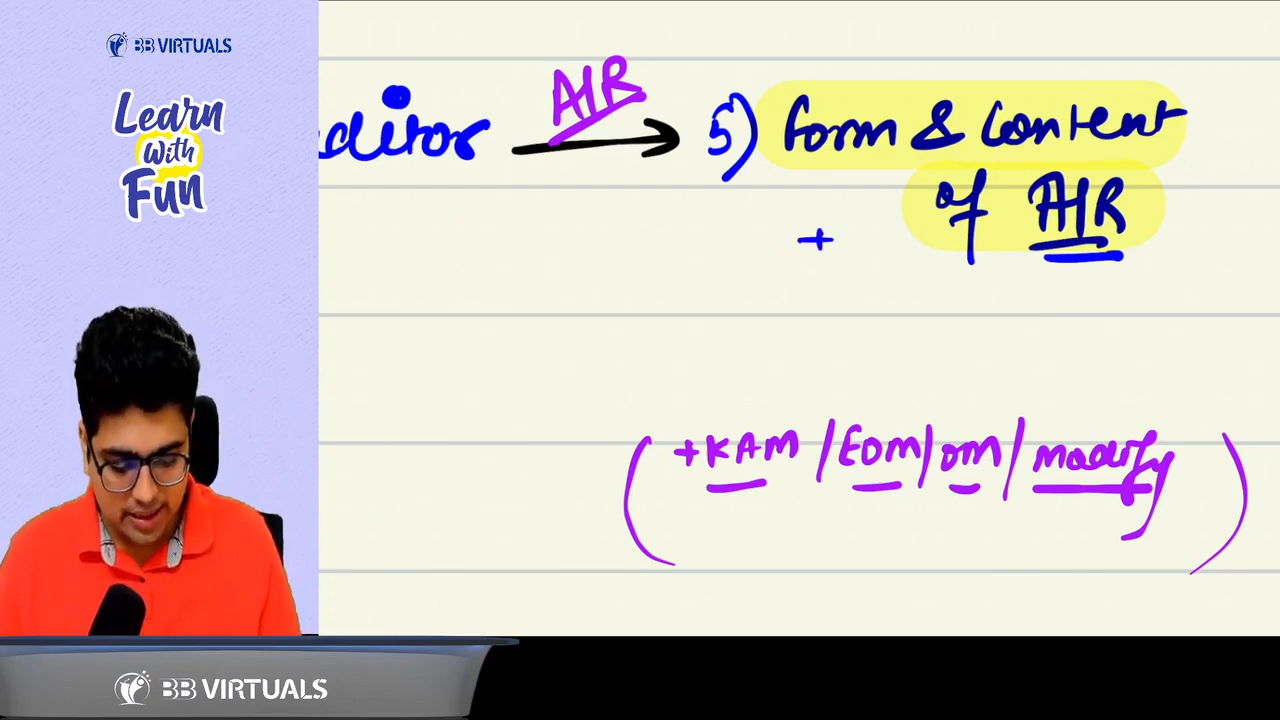 BB VIRTUALS
Learn
With
Fun
editor AIR 5) Form & Content
of AIR
+
( +KAM / EOM / OM / modify )
BB VIRTUALS